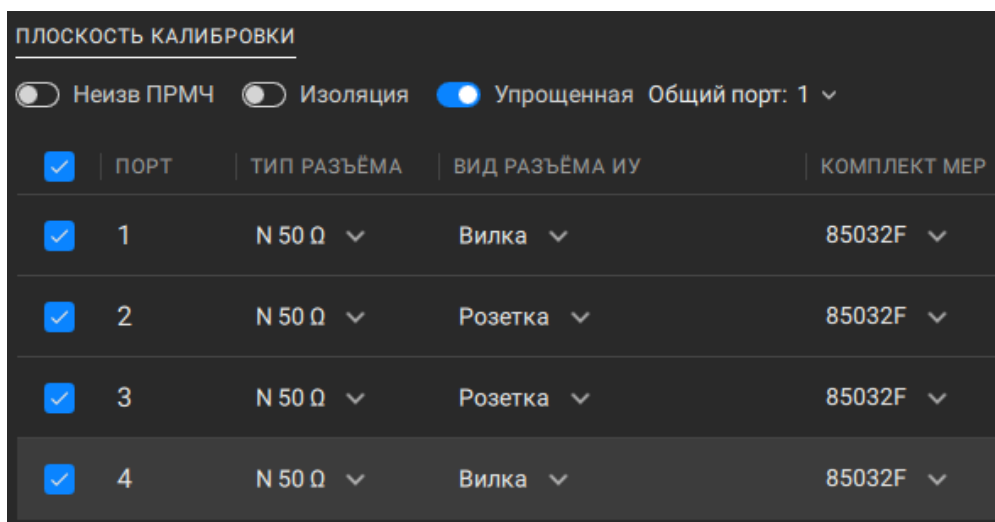 ПЛОСКОСТЬ КАЛИБРОВКИ
Неизв ПРМЧ Изоляция Упрощенная Общий порт: 1
ПОРТ ТИП РАЗЪЁМА ВИД РАЗЪЁМА ИУ КОМПЛЕКТ МЕР
1 N 50 Ω Вилка 85032F
2 N 50 Ω Розетка 85032F
3 N 50 Ω Розетка 85032F
4 N 50 Ω Вилка 85032F